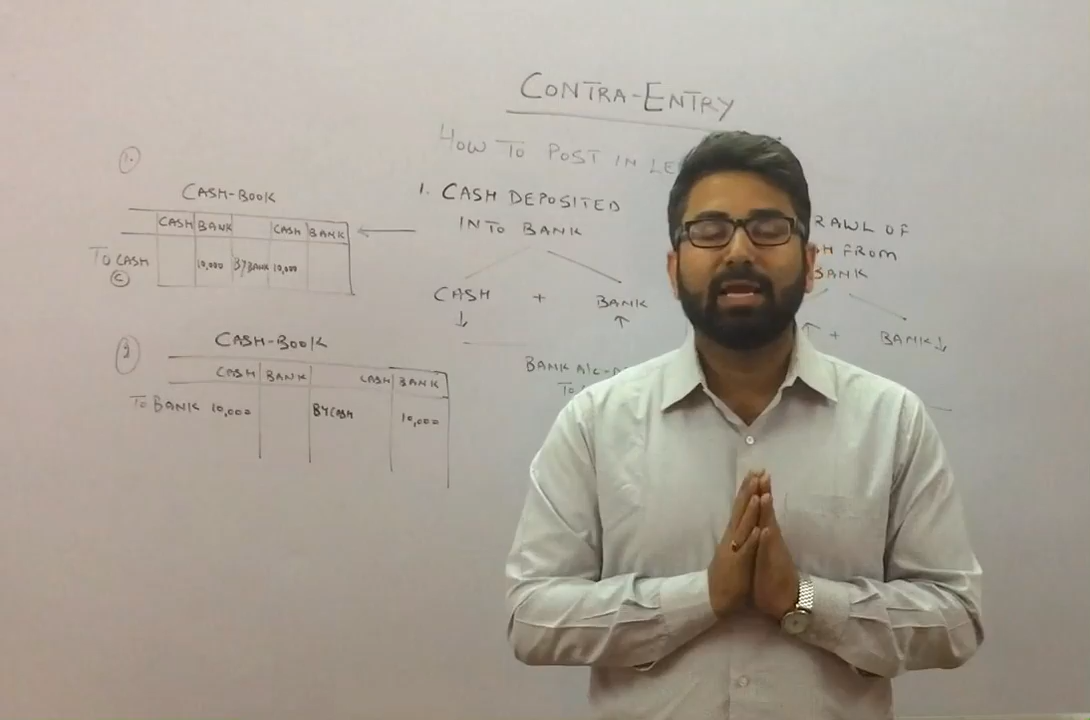 CONTRA-ENTRY
HOW TO POST IN LE
1.
CASH-BOOK
CASH BANK CASH BANK
TO CASH 10,000 BY BANK 10,000
C
2
CASH-BOOK
CASH BANK CASH BANK
TO BANK 10,000 BY CASH 10,000
1. CASH DEPOSITED
INTO BANK
CASH + BANK
↓ ↑
BANK A/C
TO
RAWL OF
SH FROM
BANK
↑ + BANK↓